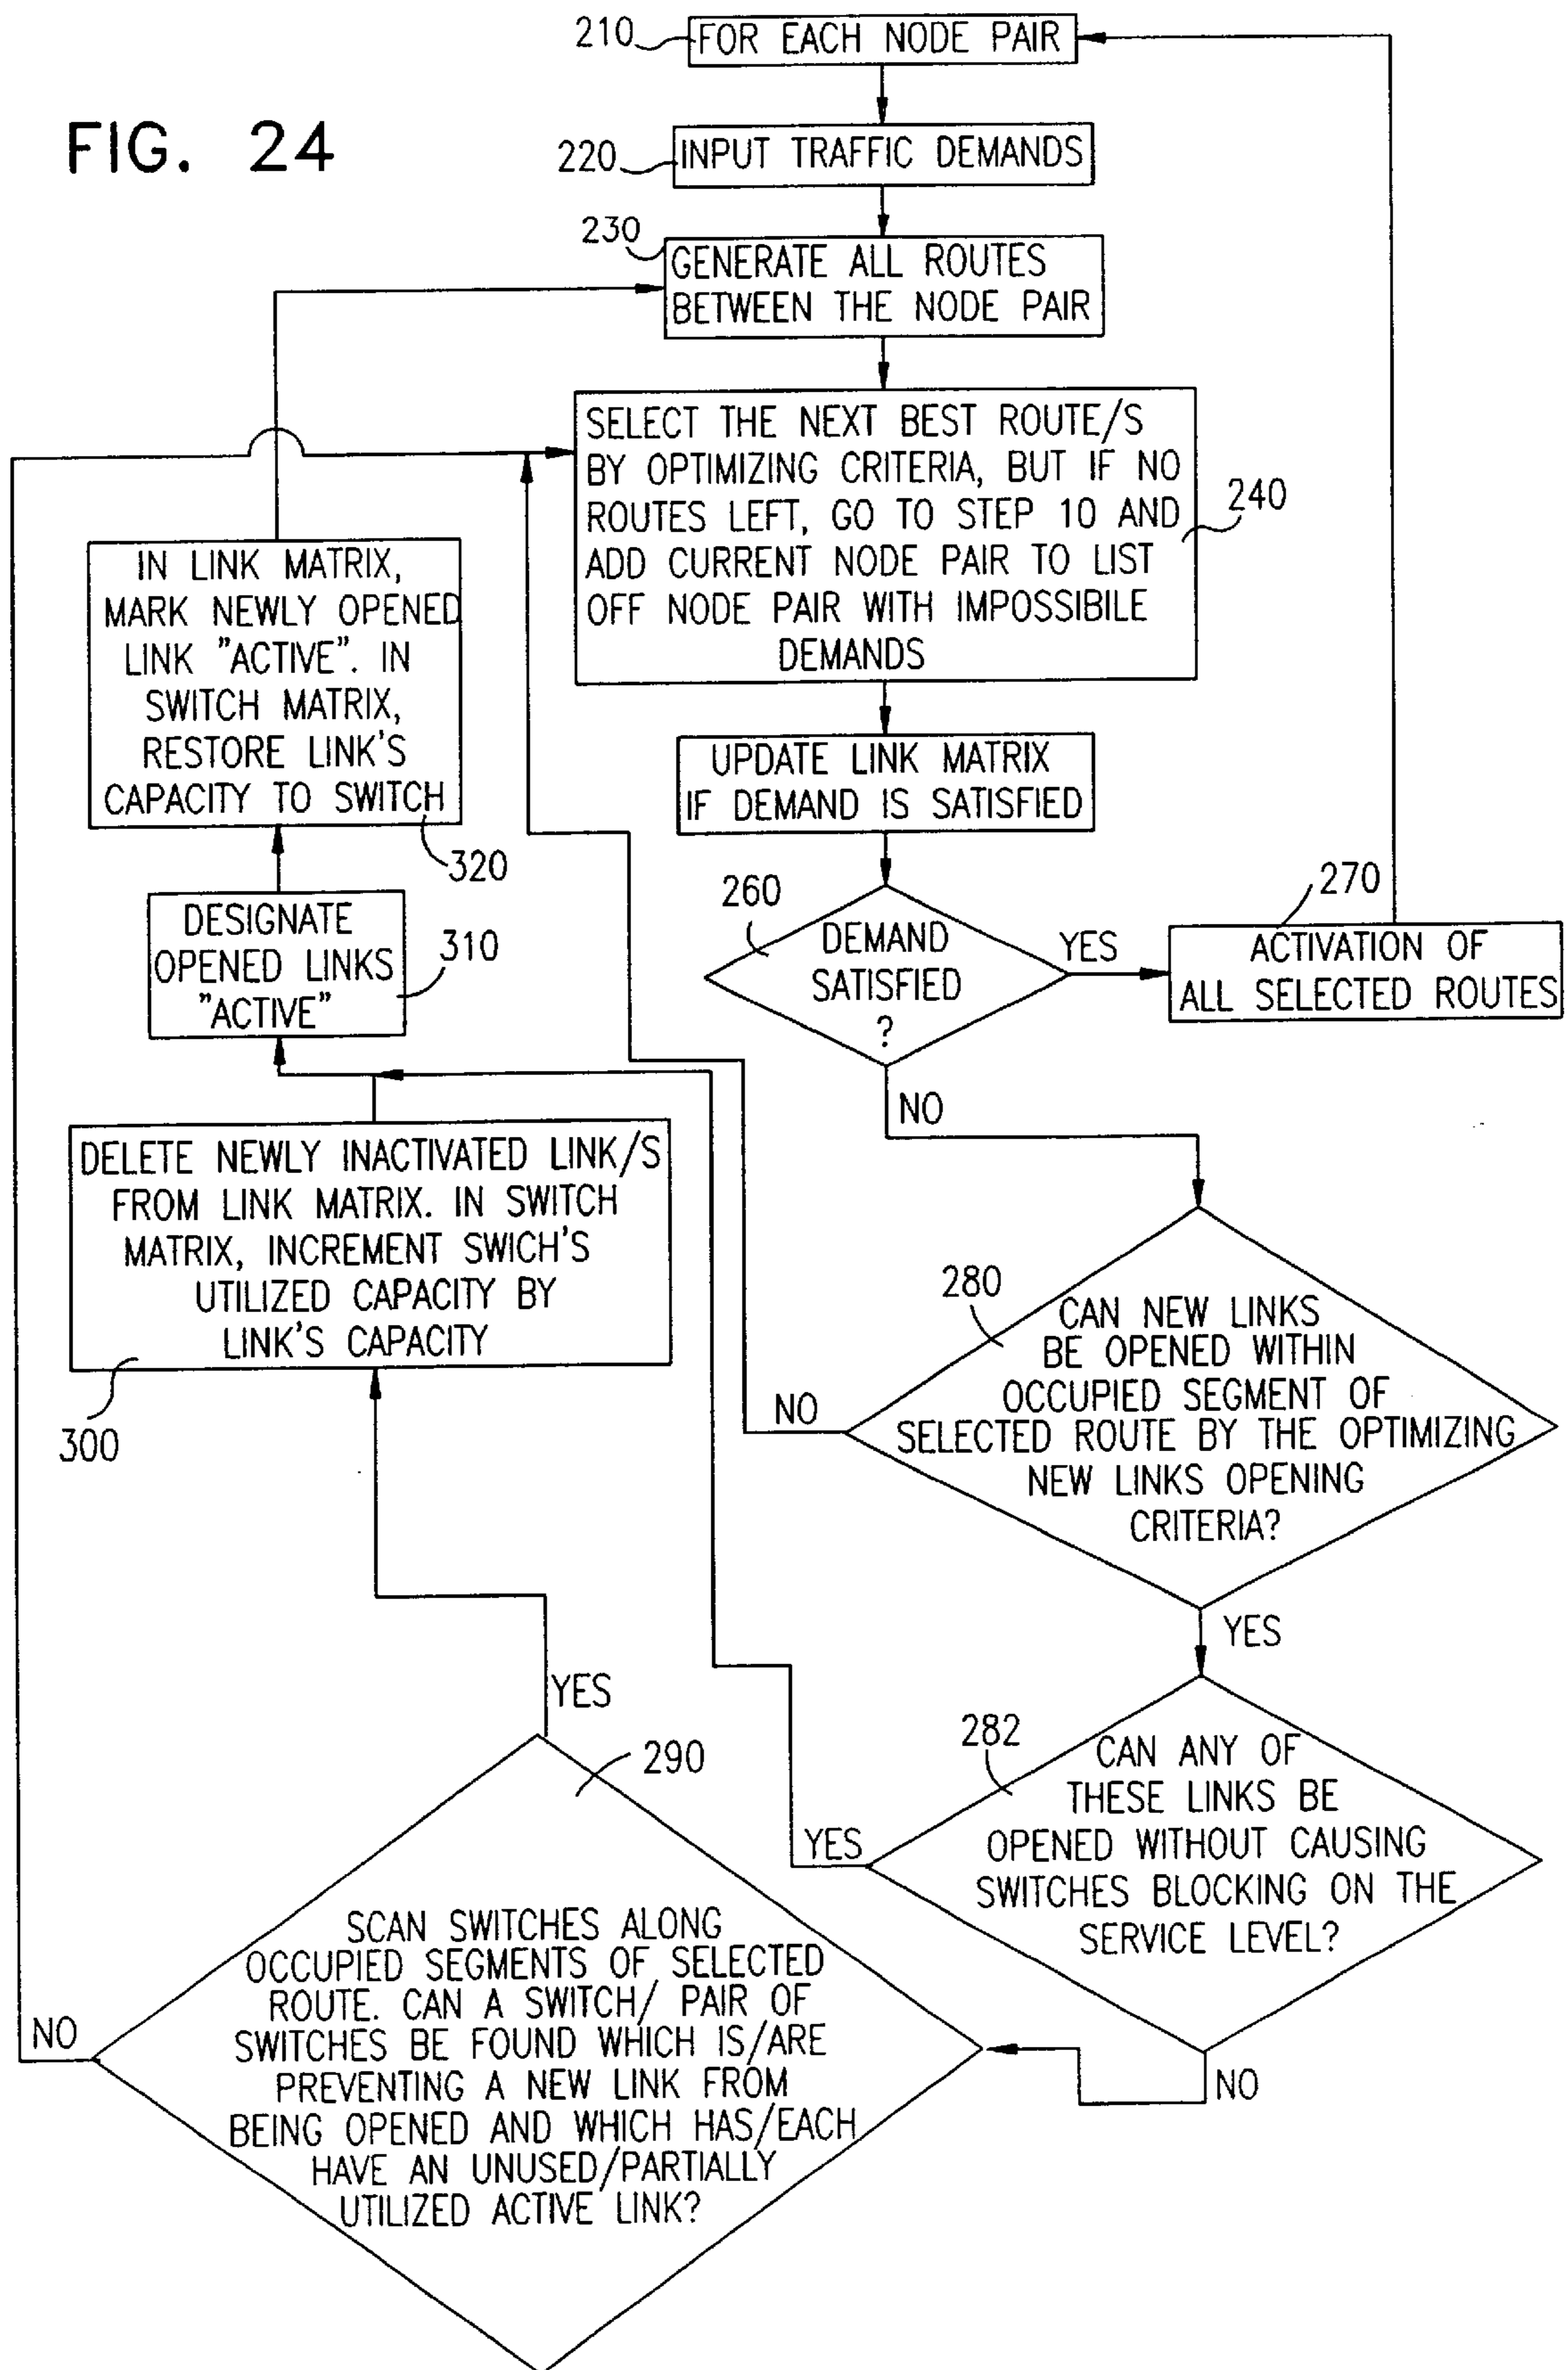 FIG. 24
210
FOR EACH NODE PAIR
220
INPUT TRAFFIC DEMANDS
230
GENERATE ALL ROUTES
BETWEEN THE NODE PAIR
SELECT THE NEXT BEST ROUTE/S
BY OPTIMIZING CRITERIA, BUT IF NO
ROUTES LEFT, GO TO STEP 10 AND
ADD CURRENT NODE PAIR TO LIST
OFF NODE PAIR WITH IMPOSSIBILE
DEMANDS
240
UPDATE LINK MATRIX
IF DEMAND IS SATISFIED
260
DEMAND
SATISFIED
?
YES
NO
270
ACTIVATION OF
ALL SELECTED ROUTES
280
CAN NEW LINKS
BE OPENED WITHIN
OCCUPIED SEGMENT OF
SELECTED ROUTE BY THE OPTIMIZING
NEW LINKS OPENING
CRITERIA?
NO
YES
282
CAN ANY OF
THESE LINKS BE
OPENED WITHOUT CAUSING
SWITCHES BLOCKING ON THE
SERVICE LEVEL?
YES
NO
290
SCAN SWITCHES ALONG
OCCUPIED SEGMENTS OF SELECTED
ROUTE. CAN A SWITCH/ PAIR OF
SWITCHES BE FOUND WHICH IS/ARE
PREVENTING A NEW LINK FROM
BEING OPENED AND WHICH HAS/EACH
HAVE AN UNUSED/PARTIALLY
UTILIZED ACTIVE LINK?
YES
NO
DELETE NEWLY INACTIVATED LINK/S
FROM LINK MATRIX. IN SWITCH
MATRIX, INCREMENT SWICH'S
UTILIZED CAPACITY BY
LINK'S CAPACITY
300
DESIGNATE
OPENED LINKS
"ACTIVE"
310
IN LINK MATRIX,
MARK NEWLY OPENED
LINK "ACTIVE". IN
SWITCH MATRIX,
RESTORE LINK'S
CAPACITY TO SWITCH
320